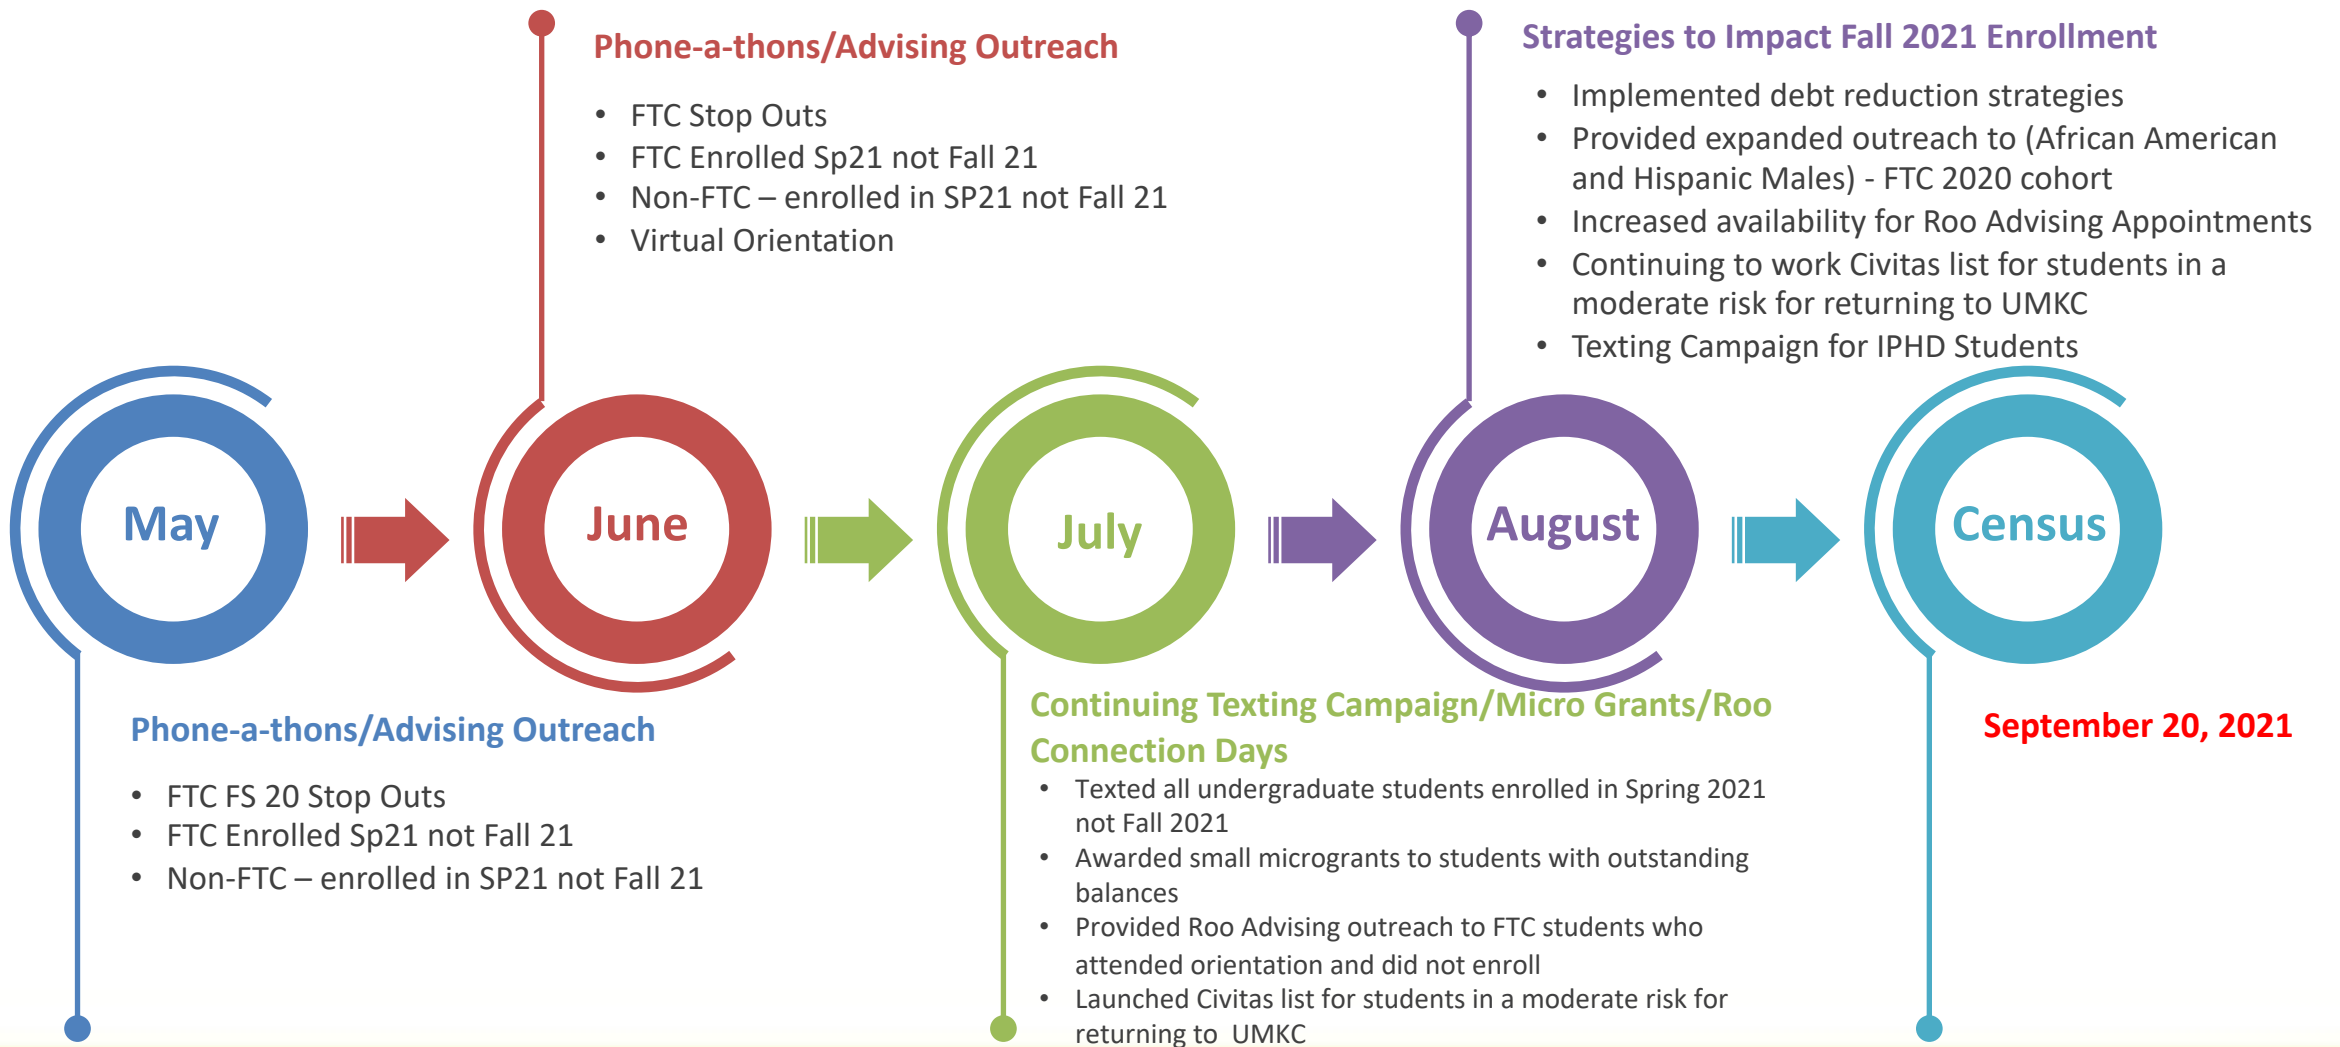 Phone-a-thons/Advising Outreach
• FTC Stop Outs
• FTC Enrolled Sp21 not Fall 21
• Non-FTC – enrolled in SP21 not Fall 21
• Virtual Orientation
Strategies to Impact Fall 2021 Enrollment
• Implemented debt reduction strategies
• Provided expanded outreach to (African American
and Hispanic Males) - FTC 2020 cohort
• Increased availability for Roo Advising Appointments
• Continuing to work Civitas list for students in a
moderate risk for returning to UMKC
• Texting Campaign for IPHD Students
May
June
July
August
Census
Phone-a-thons/Advising Outreach
• FTC FS 20 Stop Outs
• FTC Enrolled Sp21 not Fall 21
• Non-FTC – enrolled in SP21 not Fall 21
Continuing Texting Campaign/Micro Grants/Roo
Connection Days
• Texted all undergraduate students enrolled in Spring 2021
not Fall 2021
• Awarded small microgrants to students with outstanding
balances
• Provided Roo Advising outreach to FTC students who
attended orientation and did not enroll
• Launched Civitas list for students in a moderate risk for
returning to UMKC
September 20, 2021